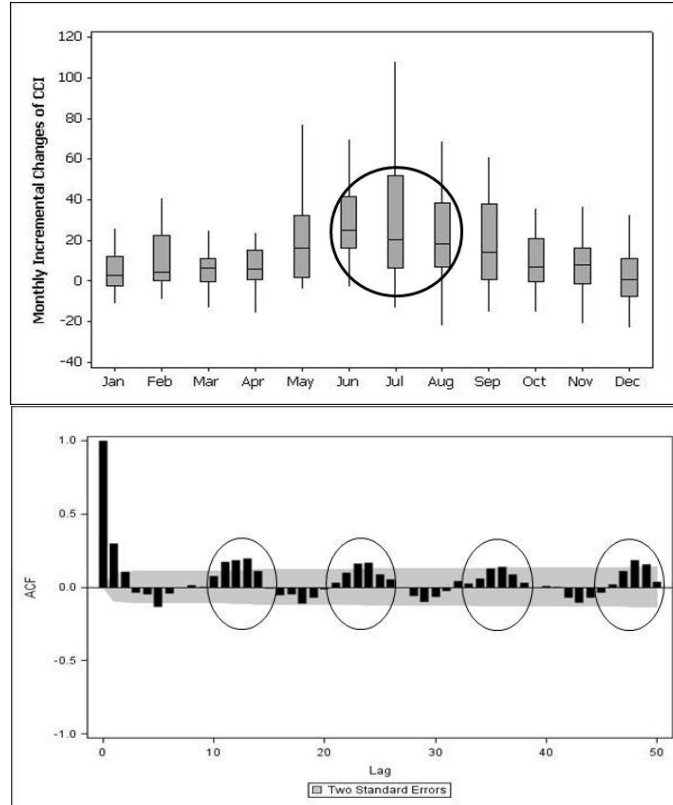 Monthly Incremental Changes of CCI
120
100
80
60
40
20
0
-20
-40
Jan Feb Mar Apr May Jun Jul Aug Sep Oct Nov Dec
ACF
1.0
0.5
0.0
-0.5
-1.0
0 10 20 30 40 50
Lag
Two Standard Errors